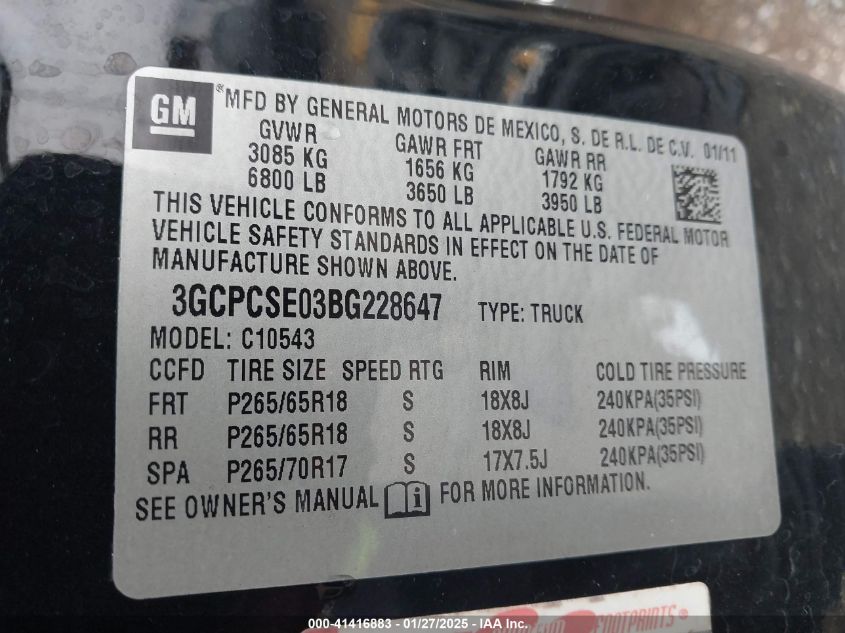 GM
®MFD BY GENERAL MOTORS DE MEXICO, S. DE R.L. DE C.V. 01/11
GVWR GAWR FRT GAWR RR
3085 KG 1656 KG 1792 KG
6800 LB 3650 LB 3950 LB
THIS VEHICLE CONFORMS TO ALL APPLICABLE U.S. FEDERAL MOTOR
VEHICLE SAFETY STANDARDS IN EFFECT ON THE DATE OF
MANUFACTURE SHOWN ABOVE.
3GCPCSE03BG228647 TYPE: TRUCK
MODEL: C10543
CCFD TIRE SIZE SPEED RTG RIM COLD TIRE PRESSURE
FRT P265/65R18 S 18X8J 240KPA(35PSI)
RR P265/65R18 S 18X8J 240KPA(35PSI)
SPA P265/70R17 S 17X7.5J 240KPA(35PSI)
SEE OWNER'S MANUAL FOR MORE INFORMATION.
FOOTPRINTS®
000-41416883 | 01/27/2025 - IAA Inc.